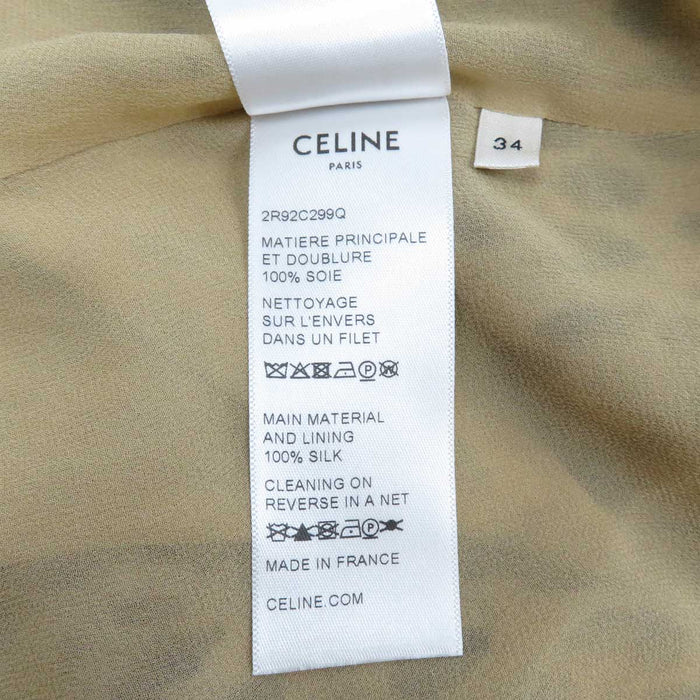 CELINE
PARIS
34
2R92C299Q
MATIERE PRINCIPALE
ET DOUBLURE
100% SOIE
NETTOYAGE
SUR L'ENVERS
DANS UN FILET
MAIN MATERIAL
AND LINING
100% SILK
CLEANING ON
REVERSE IN A NET
MADE IN FRANCE
CELINE.COM